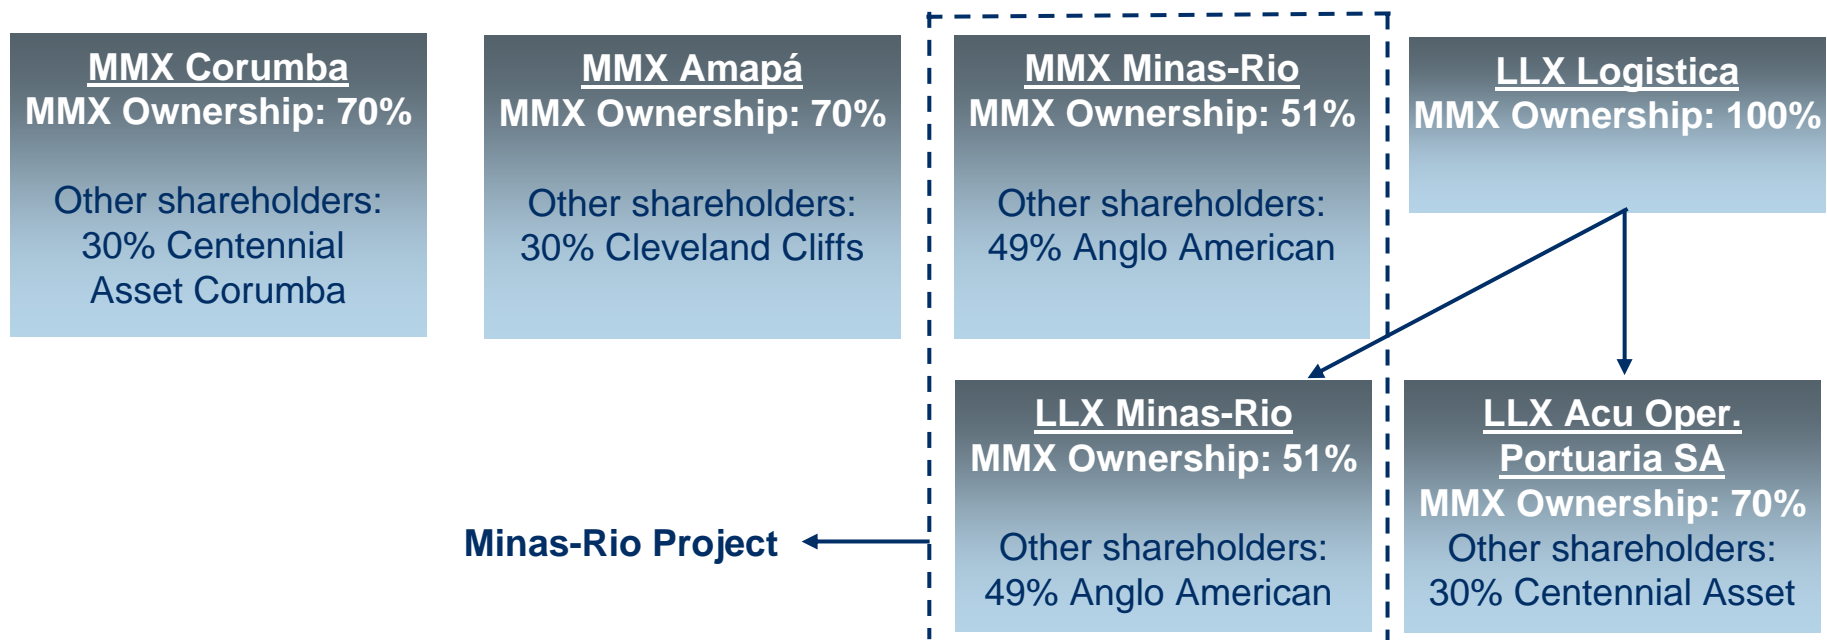 MMX Corumba
MMX Ownership: 70%
Other shareholders:
30% Centennial
Asset Corumba
MMX Amapá
MMX Ownership: 70%
Other shareholders:
30% Cleveland Cliffs
MMX Minas-Rio
MMX Ownership: 51%
Other shareholders:
49% Anglo American
LLX Logistica
MMX Ownership: 100%
LLX Minas-Rio
MMX Ownership: 51%
Other shareholders:
49% Anglo American
LLX Acu Oper.
Portuaria SA
MMX Ownership: 70%
Other shareholders:
30% Centennial Asset
Minas-Rio Project